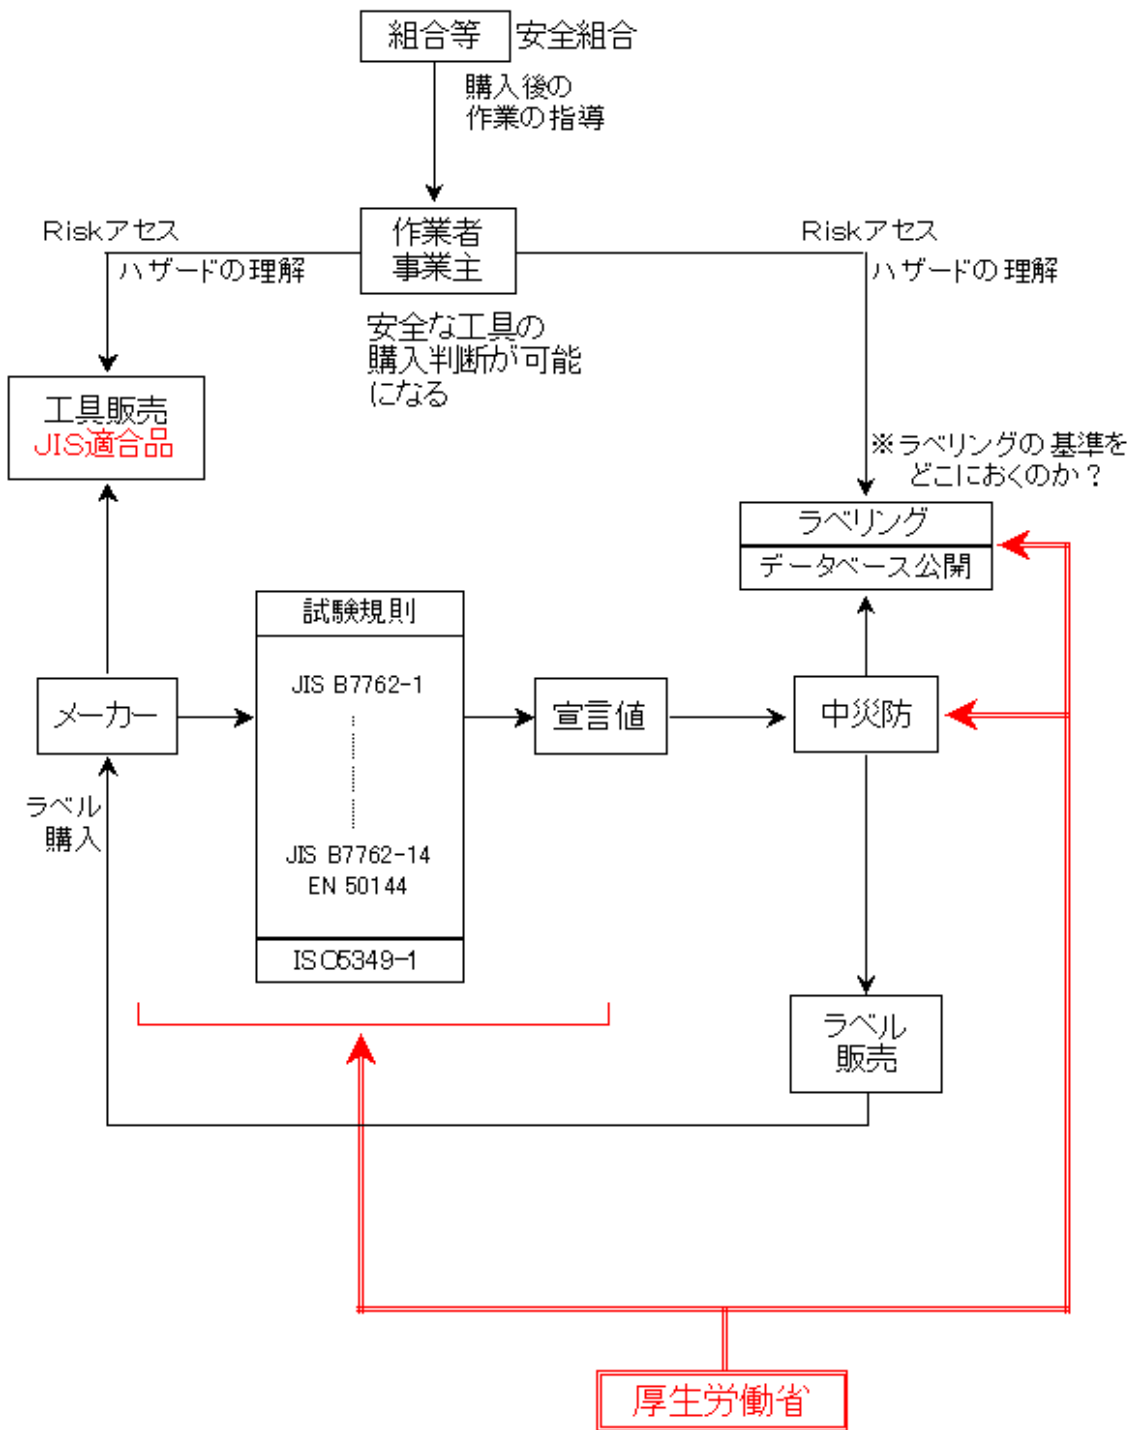 組合等 安全組合
購入後の
作業の指導
Riskアセス
ハザードの理解
作業者
事業主
Riskアセス
ハザードの理解
安全な工具の
購入判断が可能
になる
工具販売
JIS適合品
※ラベリングの基準を
どこにおくのか？
ラベリング
データベース公開
試験規則
JIS B7762-1
JIS B7762-14
EN 50144
ISO5349-1
メーカー
宣言値
中災防
ラベル
購入
ラベル
販売
厚生労働省